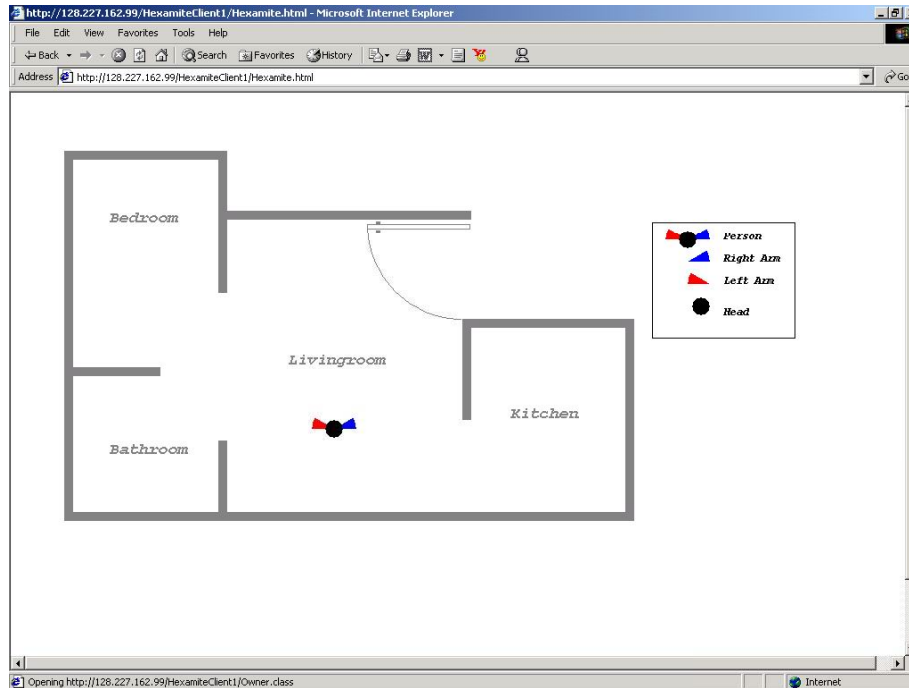 http://128.227.162.99/HexamiteClient1/Hexamite.html - Microsoft Internet Explorer
File Edit View Favorites Tools Help
Back Search Favorites History
Address http://128.227.162.99/HexamiteClient1/Hexamite.html Go
Bedroom
Person
Right Arm
Left Arm
Head
Livingroom
Kitchen
Bathroom
Opening http://128.227.162.99/HexamiteClient1/Owner.class Internet